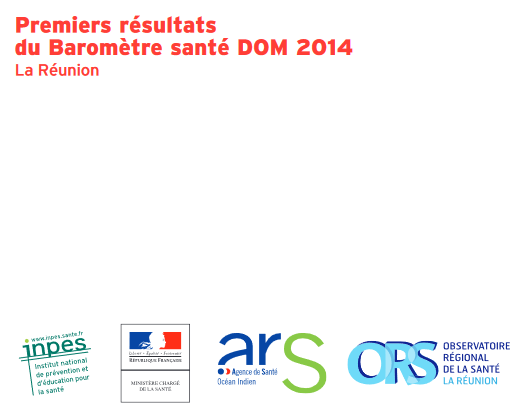 Premiers résultats
du Baromètre santé DOM 2014
La Réunion
www.inpes.sante.fr
inpes
Institut national
de prévention et
d'éducation pour
la santé
Liberté • Égalité • Fraternité
RÉPUBLIQUE FRANÇAISE
MINISTÈRE CHARGÉ
DE LA SANTÉ
ars
Agence de Santé
Océan Indien
ORS
OBSERVATOIRE
RÉGIONAL
DE LA SANTÉ
LA RÉUNION